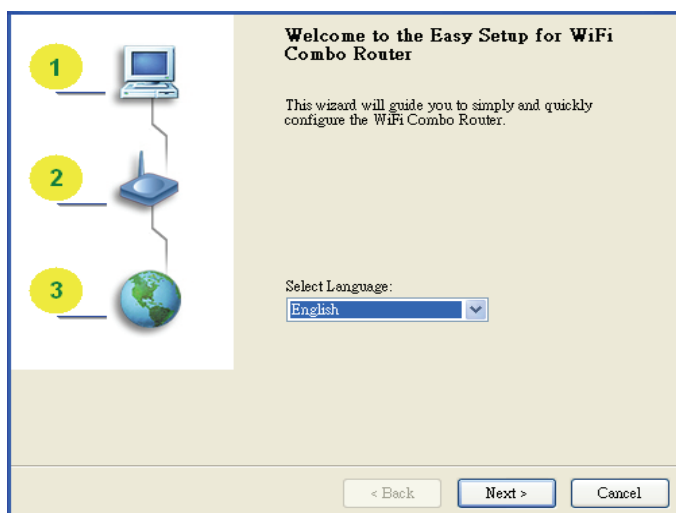 1
2
3
Welcome to the Easy Setup for WiFi
Combo Router
This wizard will guide you to simply and quickly
configure the WiFi Combo Router.
Select Language:
English
< Back
Next >
Cancel